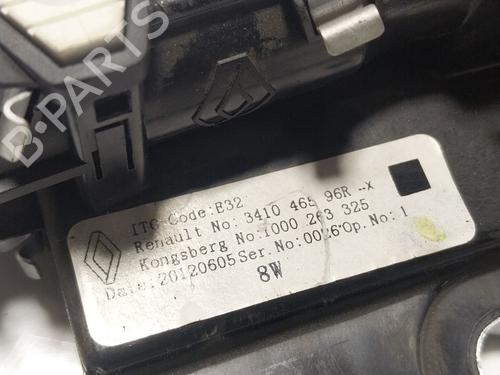 B-PARTS
ITG-Code:E32
Renault No: 3410 465 96R -X
Kongsberg No:1000 263 325
Date:20120605 Ser.No:0026 Op.No:1
8W